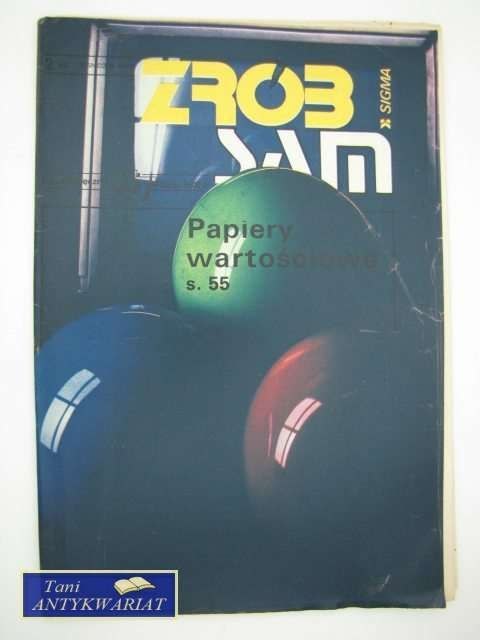 ZRÓB
SAM
SIGMA
Papiery
wartościowe
s. 55
Tani
ANTYKWARIAT